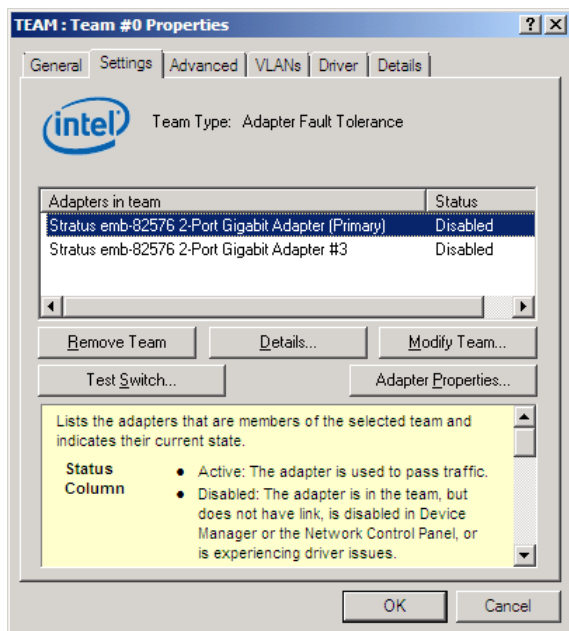 TEAM : Team #0 Properties
General Settings Advanced VLANs Driver Details
intel Team Type: Adapter Fault Tolerance
Adapters in team Status
Stratus emb-82576 2-Port Gigabit Adapter (Primary) Disabled
Stratus emb-82576 2-Port Gigabit Adapter #3 Disabled
Remove Team Details... Modify Team...
Test Switch... Adapter Properties...
Lists the adapters that are members of the selected team and
indicates their current state.
Status • Active: The adapter is used to pass traffic.
Column • Disabled: The adapter is in the team, but
does not have link, is disabled in Device
Manager or the Network Control Panel, or
is experiencing driver issues.
OK Cancel